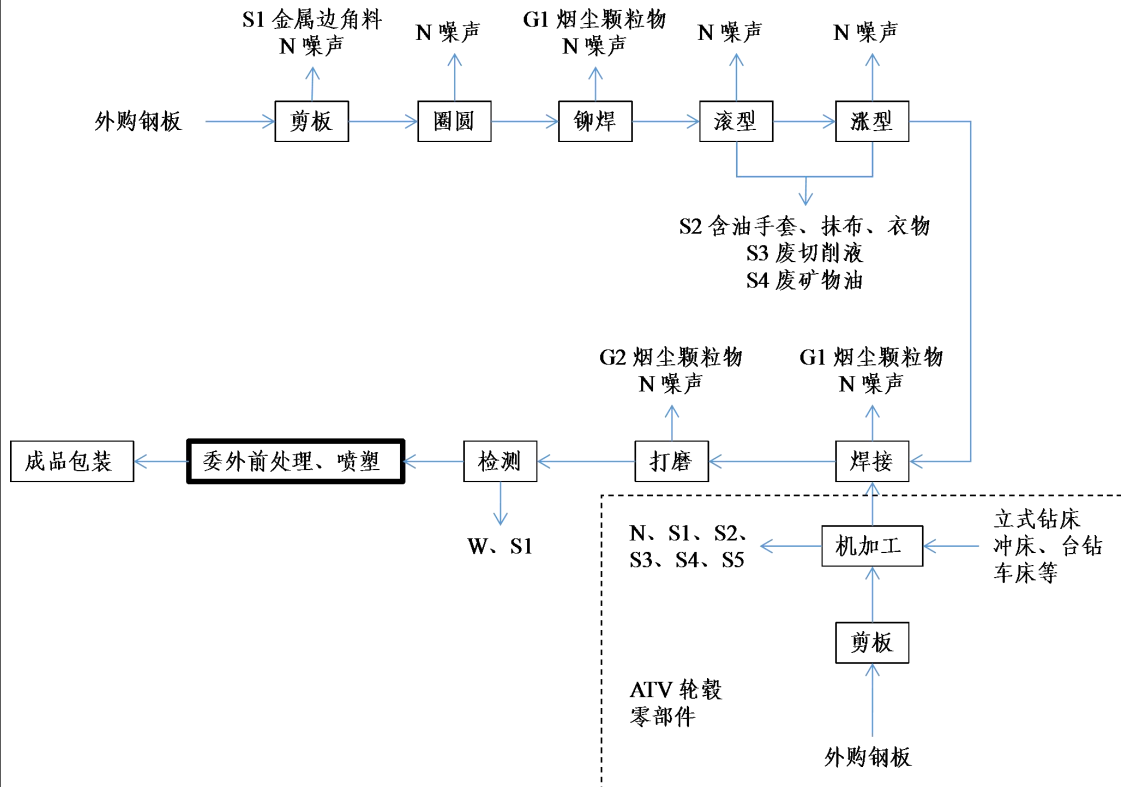 S1 金属边角料
N 噪声
N 噪声
G1 烟尘颗粒物
N 噪声
N 噪声
N 噪声
外购钢板
剪板
圈圆
铆焊
滚型
涨型
S2 含油手套、抹布、衣物
S3 废切削液
S4 废矿物油
G2 烟尘颗粒物
N 噪声
G1 烟尘颗粒物
N 噪声
成品包装
委外前处理、喷塑
检测
打磨
焊接
W、S1
N、S1、S2、
S3、S4、S5
机加工
立式钻床
冲床、台钻
车床等
剪板
ATV 轮毂
零部件
外购钢板